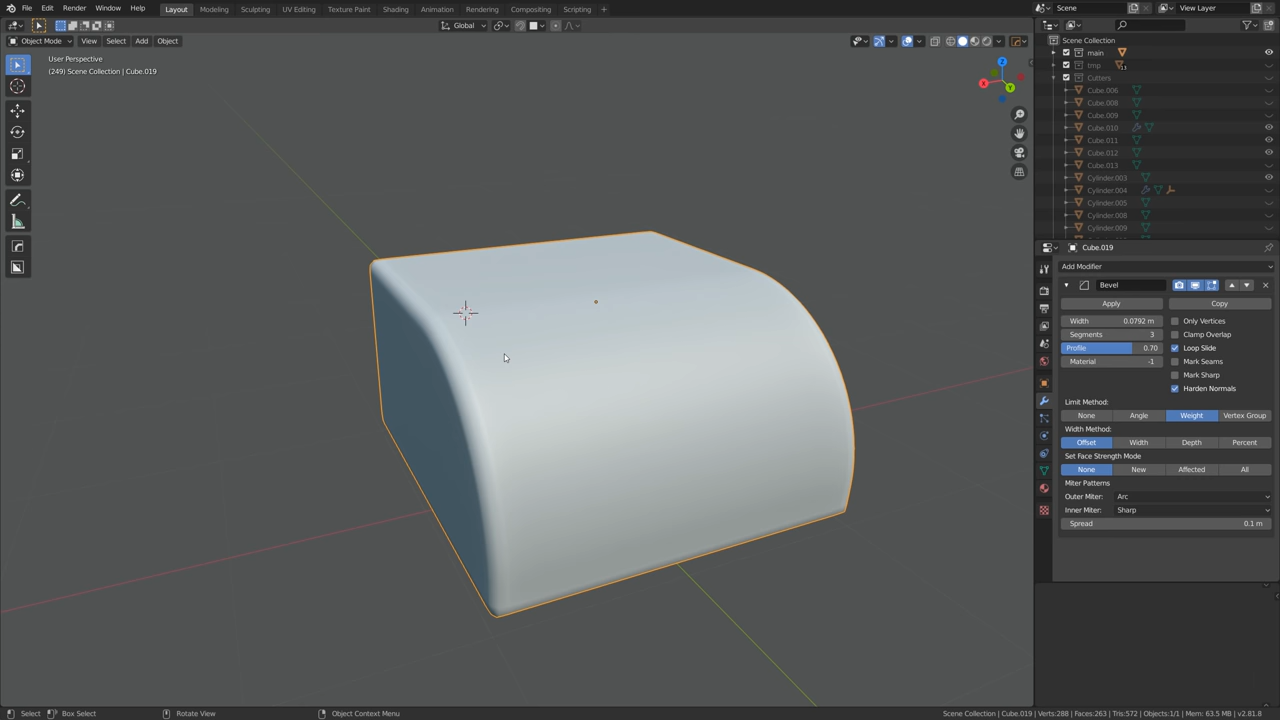 File Edit Render Window Help Layout Modeling Sculpting UV Editing Texture Paint Shading Animation Rendering Compositing Scripting + Scene View Layer
Global
Object Mode View Select Add Object
User Perspective
(249) Scene Collection | Cube.019
X
Y
Z
Scene Collection
main
tmp 13
Cutters
Cube.006
Cube.008
Cube.009
Cube.010
Cube.011
Cube.012
Cube.013
Cylinder.003
Cylinder.004
Cylinder.005
Cylinder.008
Cylinder.009
Cube.019
Add Modifier
Bevel
Apply Copy
Width 0.0792 m Only Vertices
Segments 3 Clamp Overlap
Profile 0.70 Loop Slide
Material -1 Mark Seams
Mark Sharp
Harden Normals
Limit Method:
None Angle Weight Vertex Group
Width Method:
Offset Width Depth Percent
Set Face Strength Mode
None New Affected All
Miter Patterns
Outer Miter: Arc
Inner Miter: Sharp
Spread 0.1 m
Select Box Select Rotate View Object Context Menu Scene Collection | Cube.019 | Verts:288 | Faces:263 | Tris:572 | Objects:1/1 | Mem: 63.5 MB | v2.81.8